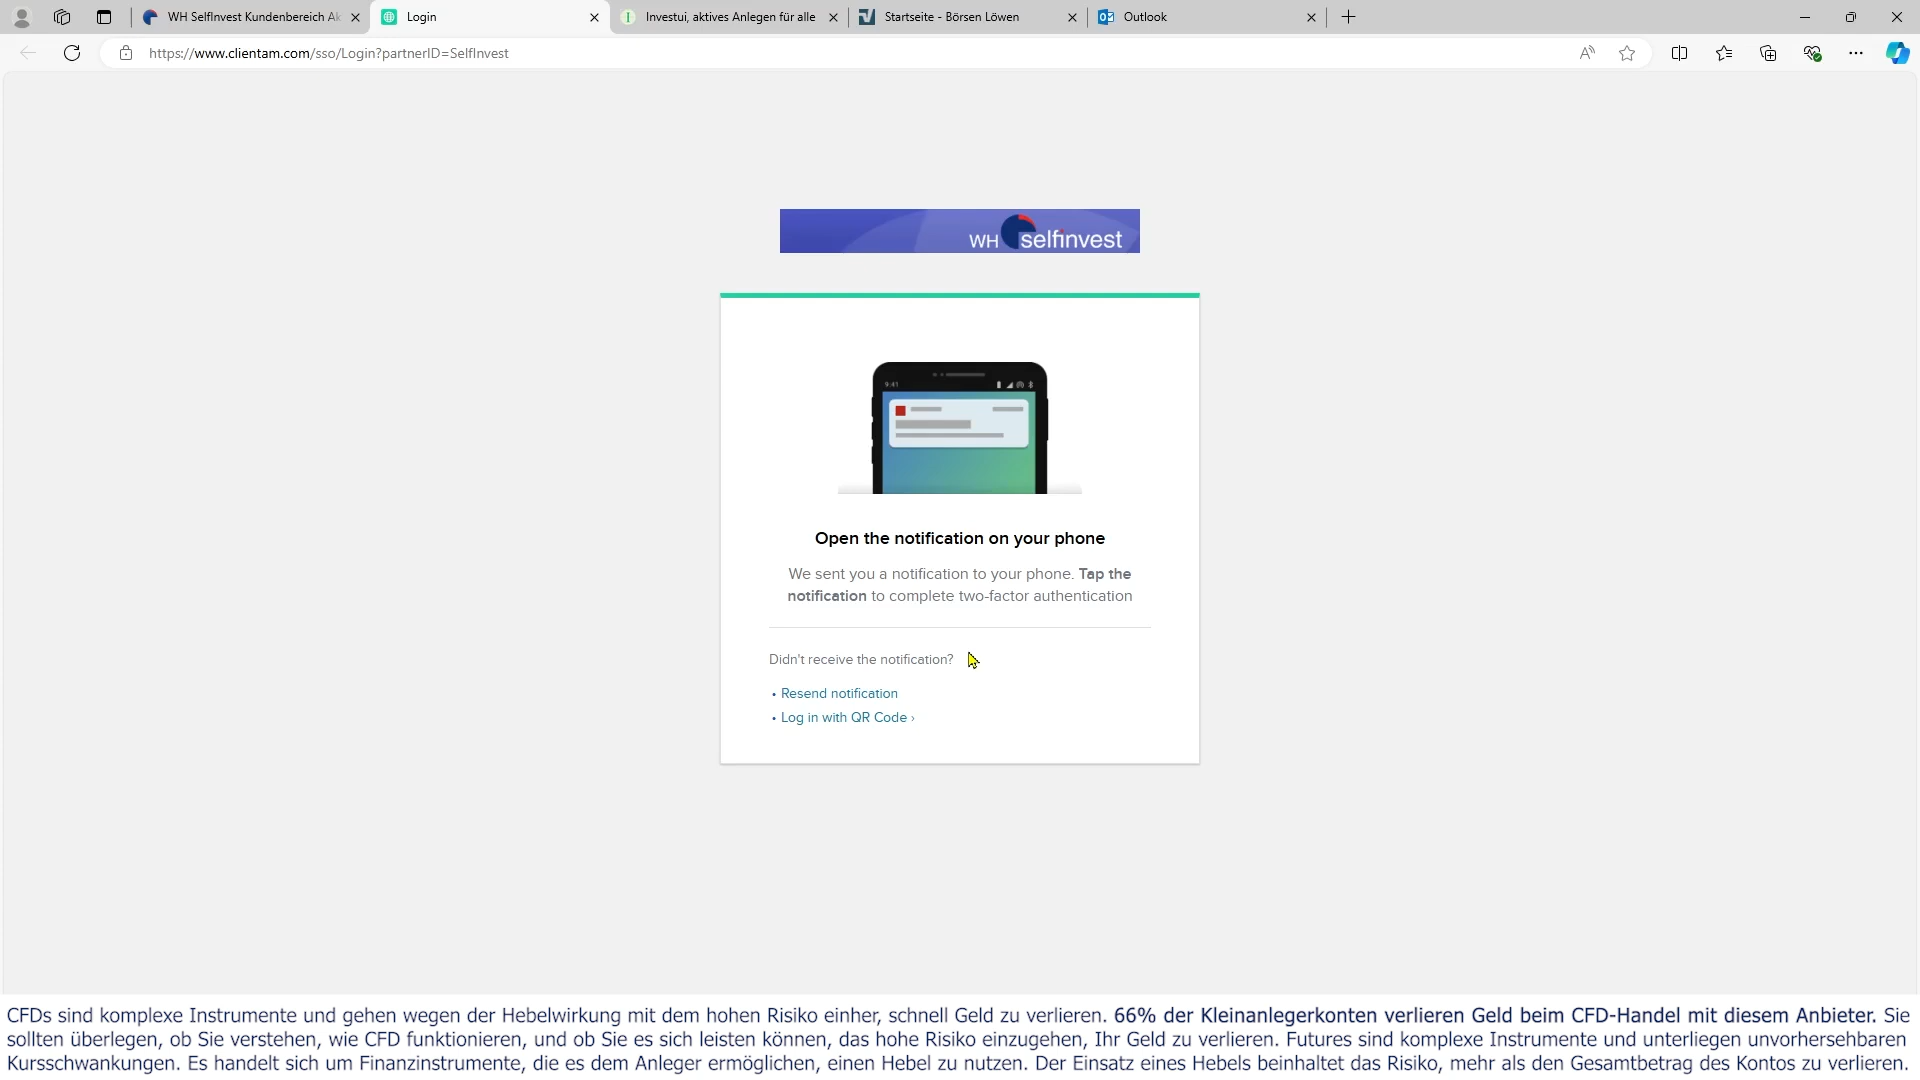 WH SelfInvest Kundenbereich Ak
Login
Investui, aktives Anlegen für alle
Startseite - Börsen Löwen
Outlook
https://www.clientam.com/sso/Login?partnerID=SelfInvest
WH selfinvest
9:41
Open the notification on your phone
We sent you a notification to your phone. Tap the
notification to complete two-factor authentication
Didn't receive the notification?
• Resend notification
• Log in with QR Code ›
CFDs sind komplexe Instrumente und gehen wegen der Hebelwirkung mit dem hohen Risiko einher, schnell Geld zu verlieren. 66% der Kleinanlegerkonten verlieren Geld beim CFD-Handel mit diesem Anbieter. Sie
sollten überlegen, ob Sie verstehen, wie CFD funktionieren, und ob Sie es sich leisten können, das hohe Risiko einzugehen, Ihr Geld zu verlieren. Futures sind komplexe Instrumente und unterliegen unvorhersehbaren
Kursschwankungen. Es handelt sich um Finanzinstrumente, die es dem Anleger ermöglichen, einen Hebel zu nutzen. Der Einsatz eines Hebels beinhaltet das Risiko, mehr als den Gesamtbetrag des Kontos zu verlieren.